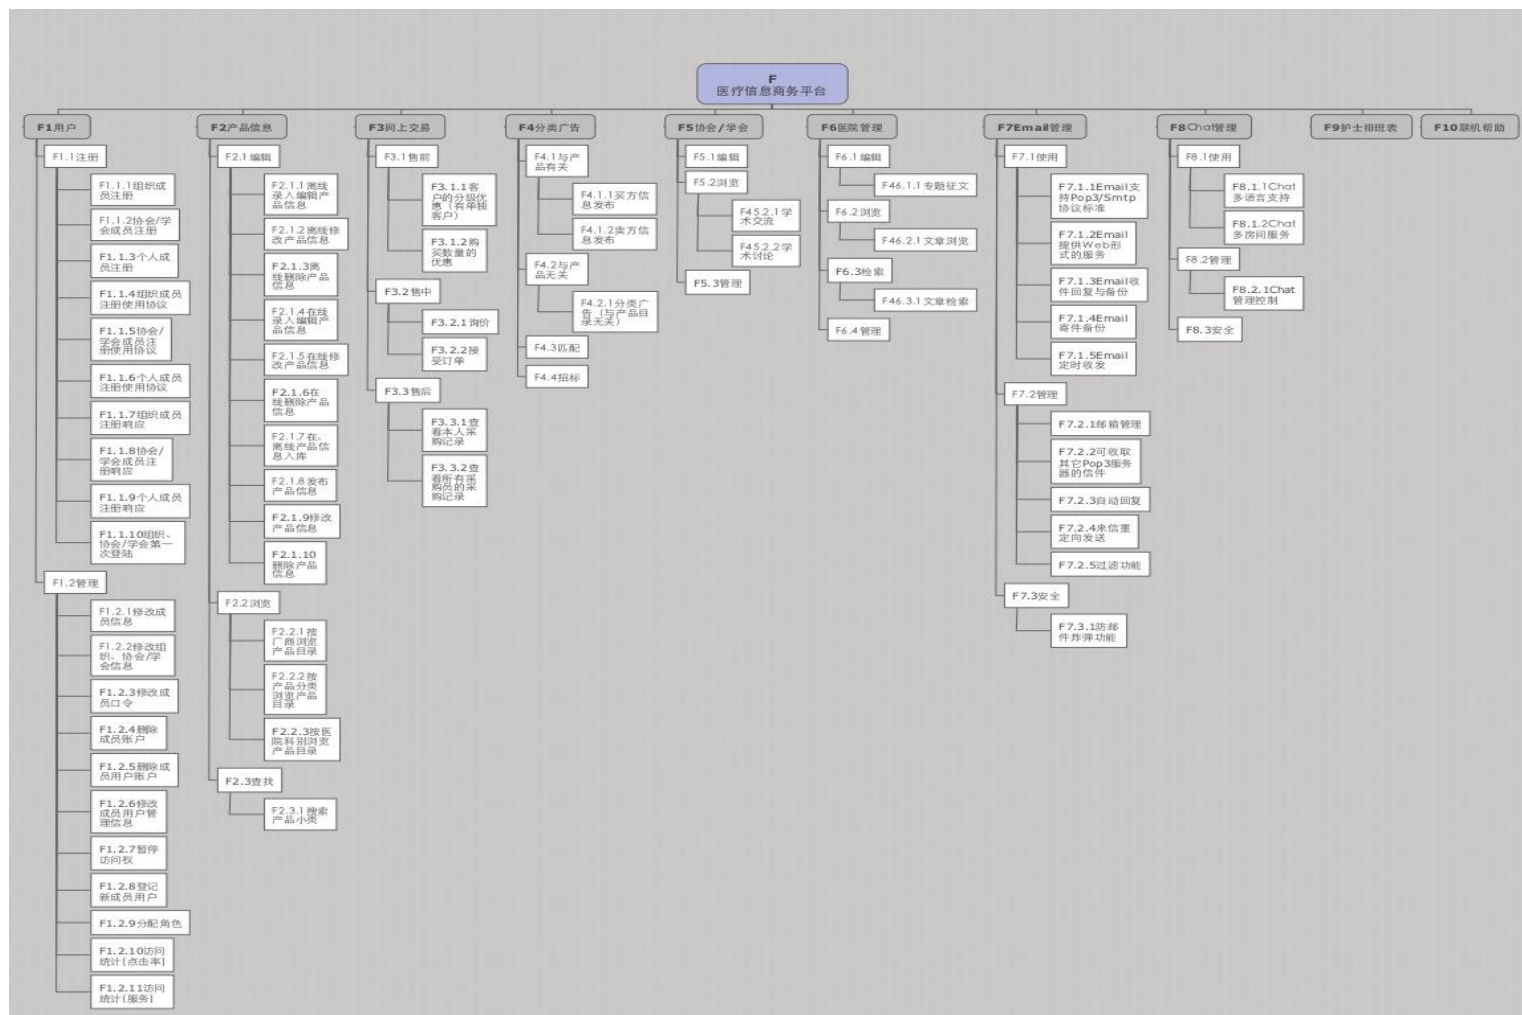 F
医疗信息商务平台
F1用户
F1.1注册
F1.1.1组织成
员注册
F1.1.2协会/学
会成员注册
F1.1.3个人成
员注册
F1.1.4组织成员
注册使用协议
F1.1.5协会/
学会成员注
册使用协议
F1.1.6个人成员
注册使用协议
F1.1.7组织成员
注册响应
F1.1.8协会/
学会成员注
册响应
F1.1.9个人成员
注册响应
F1.1.10组织、
协会/学会第一
次登陆
F1.2管理
F1.2.1修改成
员信息
F1.2.2修改组
织、协会/学
会信息
F1.2.3修改成
员口令
F1.2.4删除
成员账户
F1.2.5删除成
员用户账户
F1.2.6修改
成员用户管
理信息
F1.2.7暂停
访问权
F1.2.8登记
新成员用户
F1.2.9分配角色
F1.2.10访问
统计(点击率)
F1.2.11访问
统计(服务)
F2产品信息
F2.1编辑
F2.1.1离线
录入编辑产
品信息
F2.1.2离线修
改产品信息
F2.1.3离
线删除产品
信息
F2.1.4在线
录入编辑产
品信息
F2.1.5在线修
改产品信息
F2.1.6在
线删除产品
信息
F2.1.7在、
离线产品信
息入库
F2.1.8发布
产品信息
F2.1.9修改
产品信息
F2.1.10
删除产品
信息
F2.2浏览
F2.2.1按
厂商浏览
产品目录
F2.2.2按
产品分类
浏览产品
目录
F2.2.3按医
院科别浏览
产品目录
F2.3查找
F2.3.1搜索
产品小类
F3网上交易
F3.1售前
F3.1.1客
户的分级优
惠（有单独
客户）
F3.1.2购
买数量的
优惠
F3.2售中
F3.2.1询价
F3.2.2接
受订单
F3.3售后
F3.3.1查
看本人采
购记录
F3.3.2查
看所有采
购员的采
购记录
F4分类广告
F4.1与产
品有关
F4.1.1买方信
息发布
F4.1.2卖方信
息发布
F4.2与产
品无关
F4.2.1分类广
告（与产品目
录无关）
F4.3匹配
F4.4招标
F5协会/学会
F5.1编辑
F5.2浏览
F45.2.1学
术交流
F45.2.2学
术讨论
F5.3管理
F6医院管理
F6.1编辑
F46.1.1专题征文
F6.2浏览
F46.2.1文章浏览
F6.3检索
F46.3.1文章检索
F6.4管理
F7Email管理
F7.1使用
F7.1.1Email支
持Pop3/Smtp
协议标准
F7.1.2Email
提供Web形
式的服务
F7.1.3Email收
件回复与备份
F7.1.4Email
寄件备份
F7.1.5Email
定时收发
F7.2管理
F7.2.1邮箱管理
F7.2.2可收取
其它Pop3服务
器的信件
F7.2.3自动回复
F7.2.4来信重
定向发送
F7.2.5过滤功能
F7.3安全
F7.3.1防邮
件炸弹功能
F8Chat管理
F8.1使用
F8.1.1Chat
多语言支持
F8.1.2Chat
多房间服务
F8.2管理
F8.2.1Chat
管理控制
F8.3安全
F9护士排班表
F10联机帮助